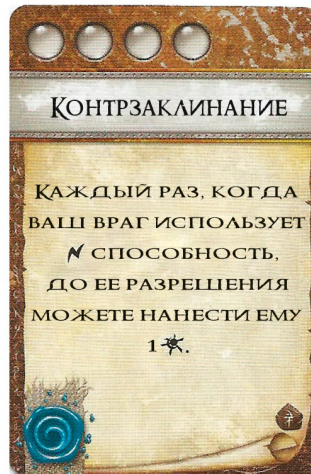 Контрзаклинание
Каждый раз, когда
ваш враг использует
способность,
до ее разрешения
можете нанести ему
1.